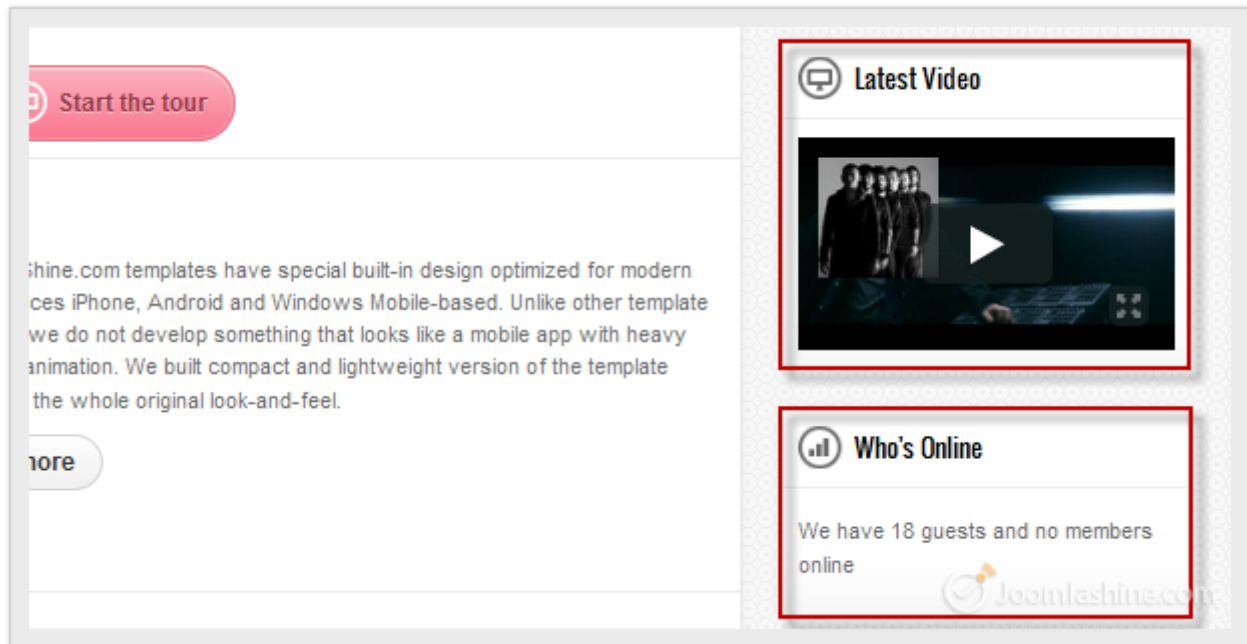 Start the tour
Shine.com templates have special built-in design optimized for modern
ces iPhone, Android and Windows Mobile-based. Unlike other template
we do not develop something that looks like a mobile app with heavy
animation. We built compact and lightweight version of the template
the whole original look-and-feel.
more
Latest Video
Who's Online
We have 18 guests and no members
online
Joomlashine.com